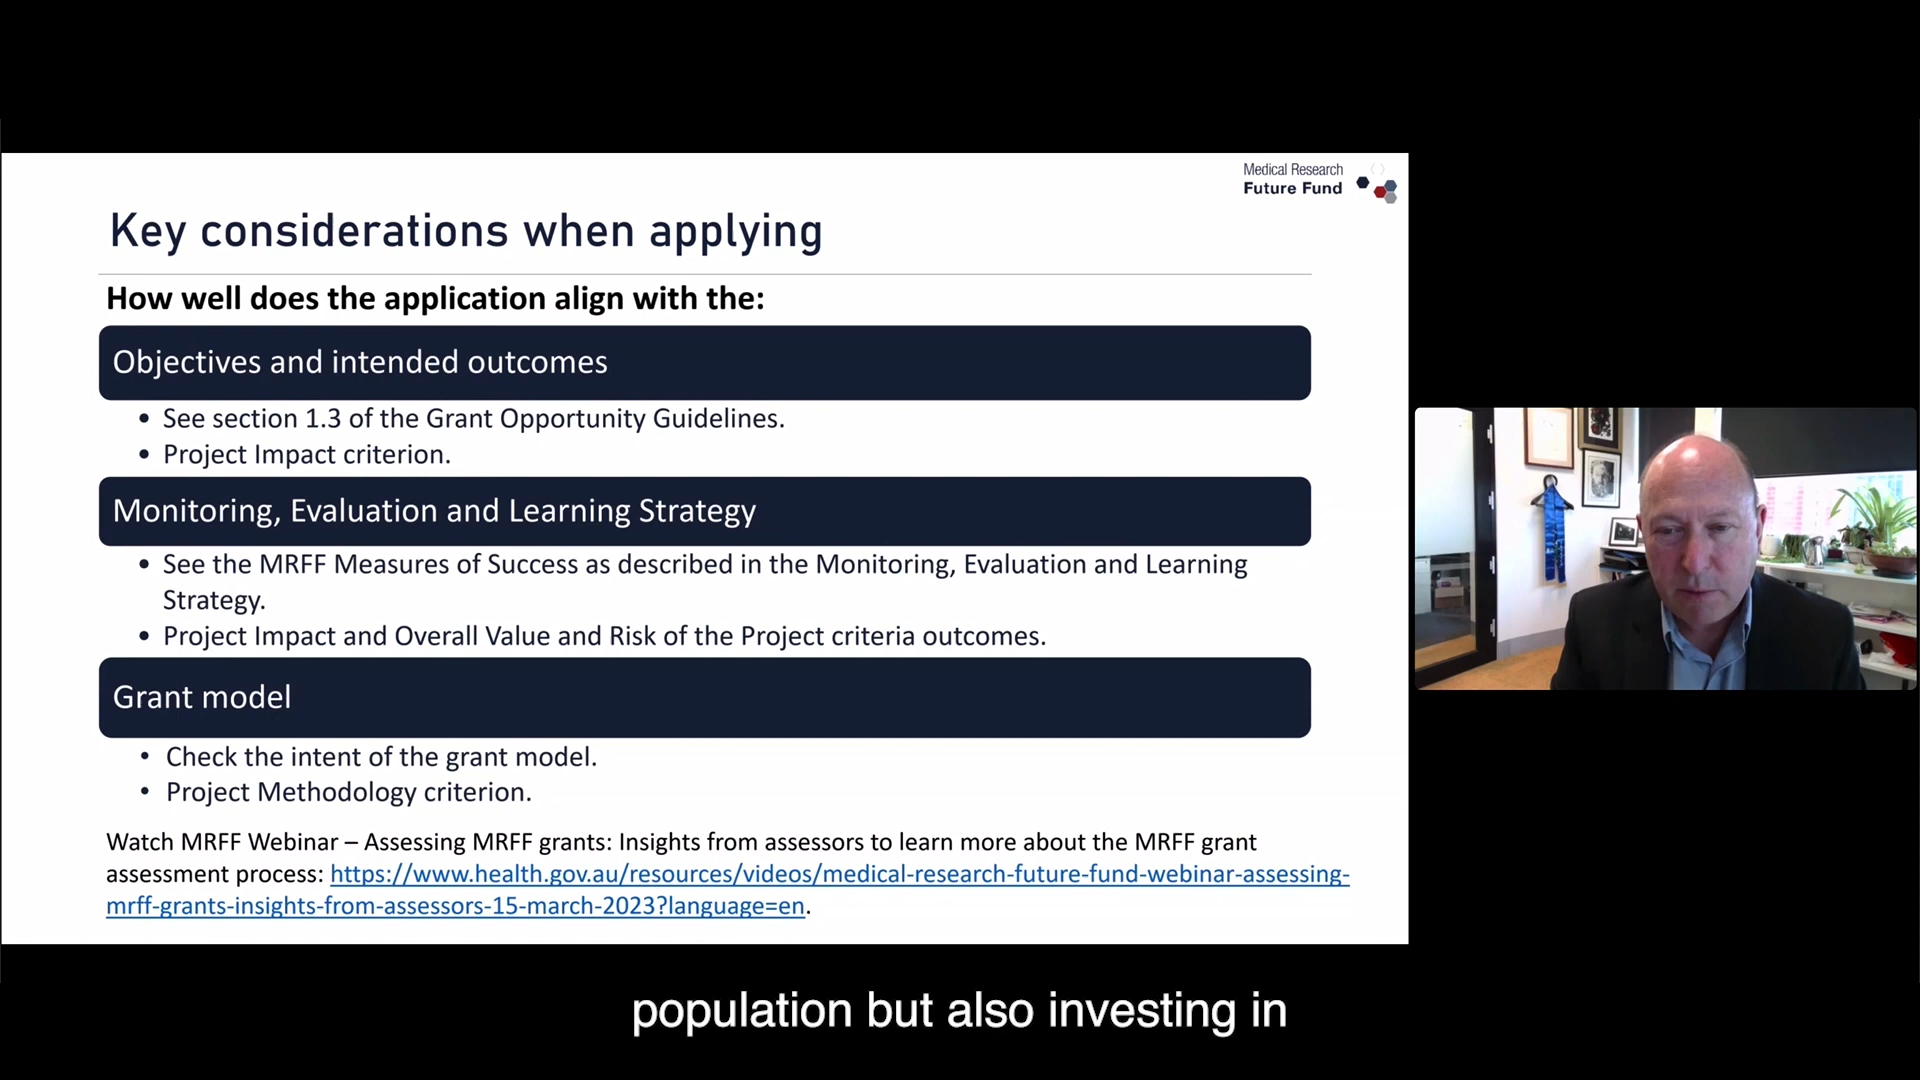 Medical Research
Future Fund
Key considerations when applying
How well does the application align with the:
Objectives and intended outcomes
• See section 1.3 of the Grant Opportunity Guidelines.
• Project Impact criterion.
Monitoring, Evaluation and Learning Strategy
• See the MRFF Measures of Success as described in the Monitoring, Evaluation and Learning
Strategy.
• Project Impact and Overall Value and Risk of the Project criteria outcomes.
Grant model
• Check the intent of the grant model.
• Project Methodology criterion.
Watch MRFF Webinar – Assessing MRFF grants: Insights from assessors to learn more about the MRFF grant
assessment process: https://www.health.gov.au/resources/videos/medical-research-future-fund-webinar-assessing-
mrff-grants-insights-from-assessors-15-march-2023?language=en.
population but also investing in